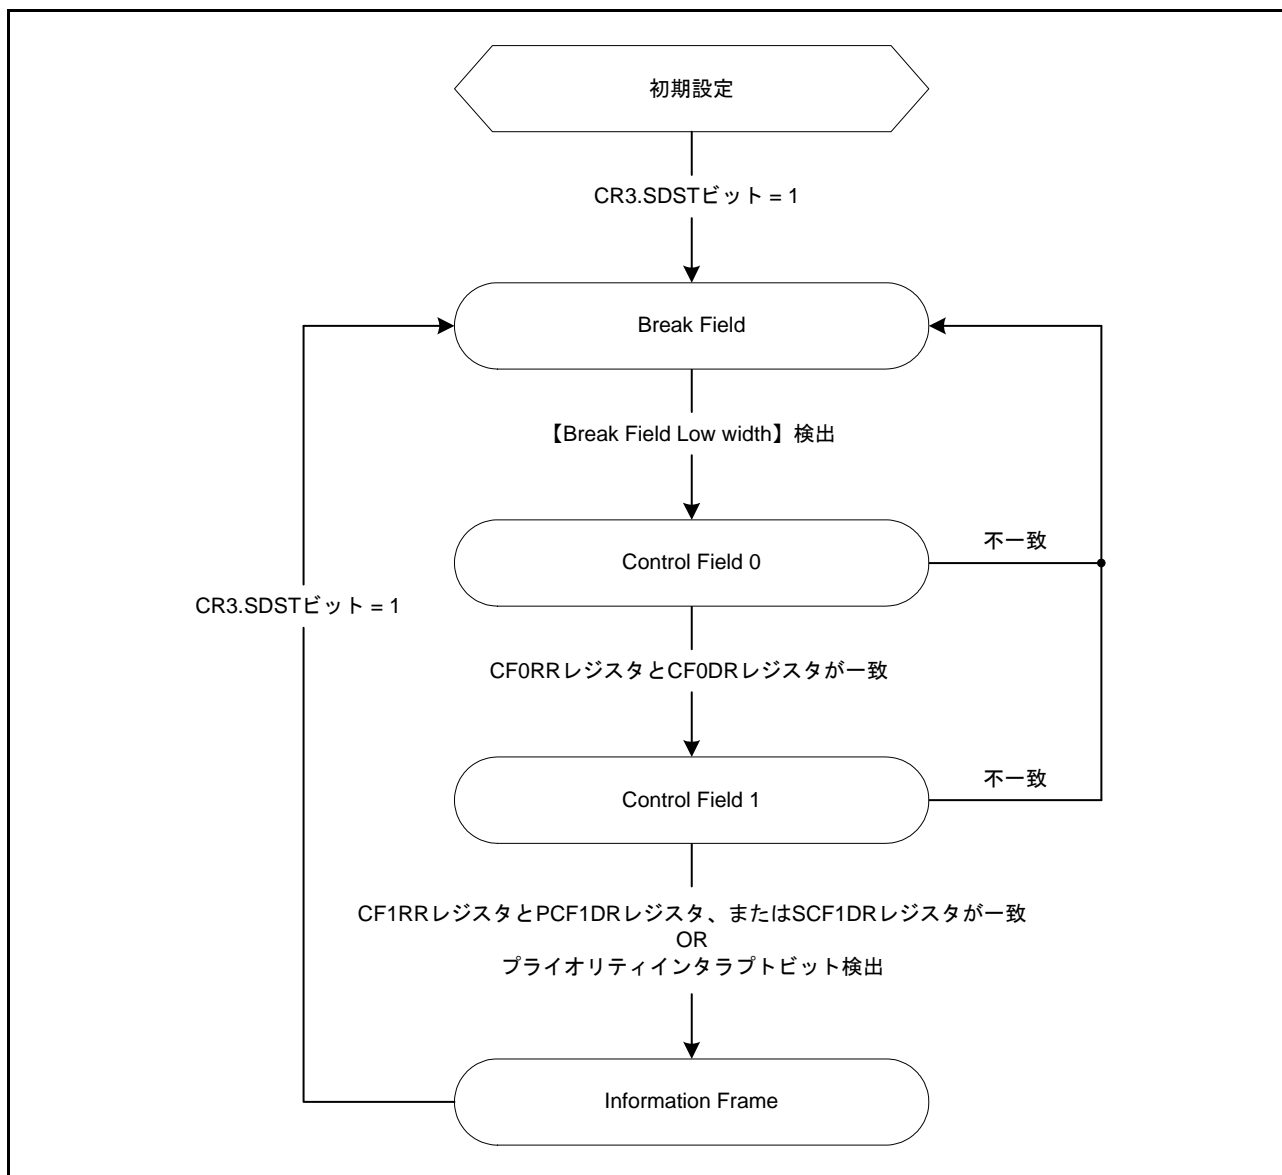 初期設定
CR3.SDSTビット = 1
Break Field
【Break Field Low width】検出
Control Field 0
不一致
CR3.SDSTビット = 1
CF0RRレジスタとCF0DRレジスタが一致
Control Field 1
不一致
CF1RRレジスタとPCF1DRレジスタ、またはSCF1DRレジスタが一致
OR
プライオリティインタラプトビット検出
Information Frame